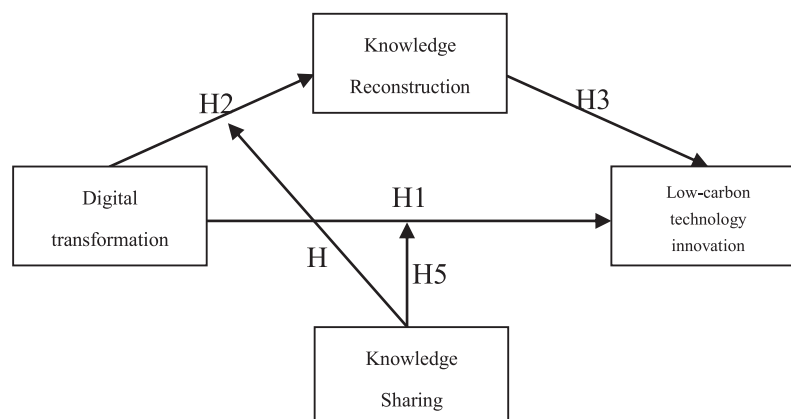 Knowledge
Reconstruction
H2
H3
Digital
transformation
H1
Low-carbon
technology
innovation
H
H5
Knowledge
Sharing